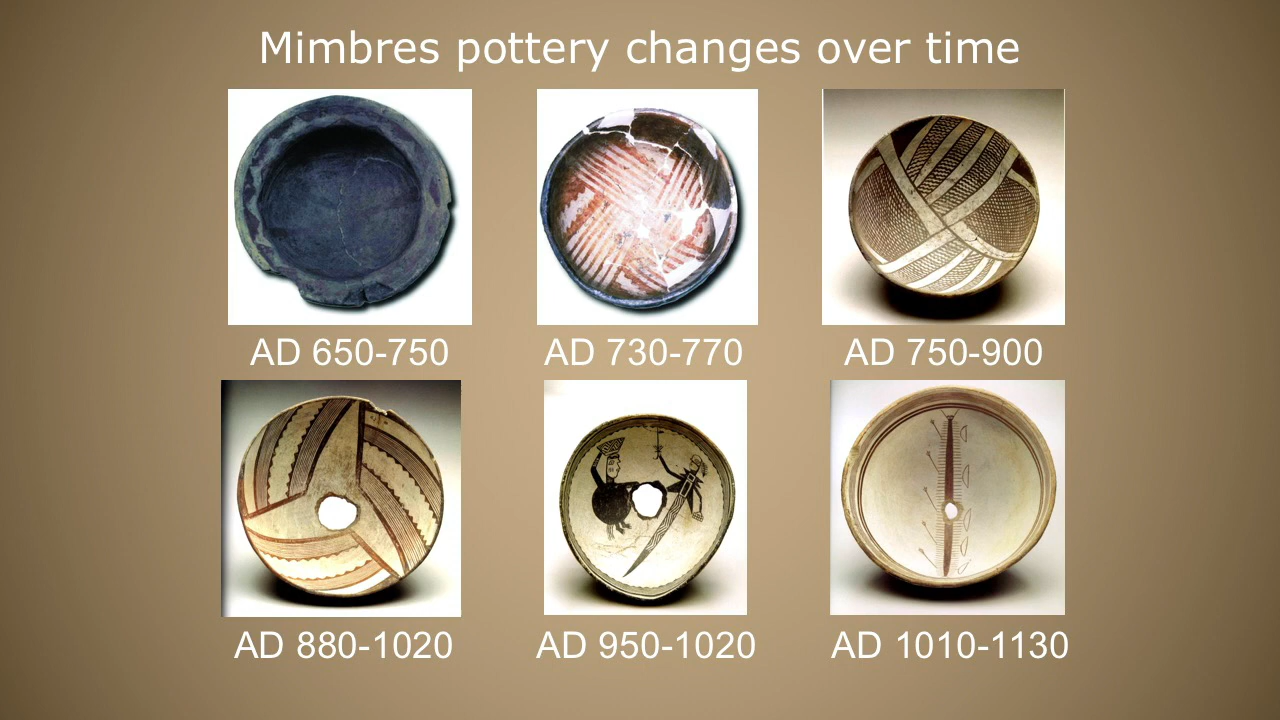 Mimbres pottery changes over time
AD 650-750
AD 730-770
AD 750-900
AD 880-1020
AD 950-1020
AD 1010-1130